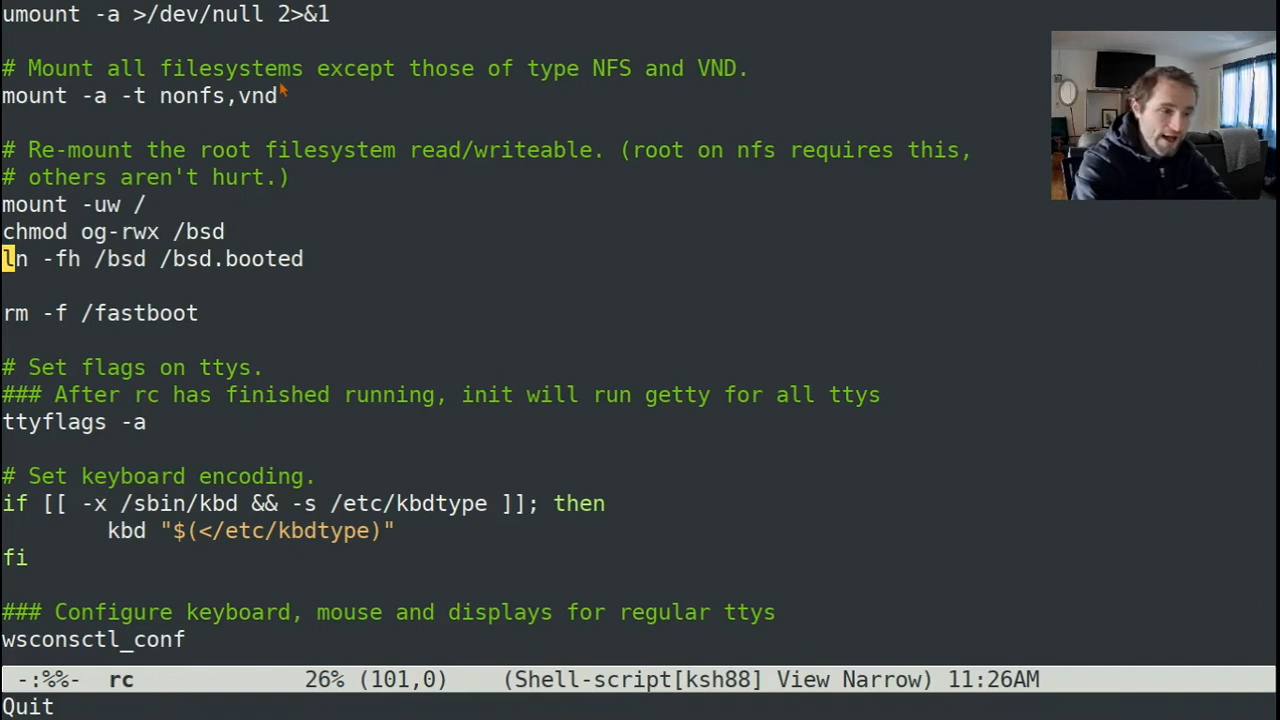 umount -a >/dev/null 2>&1
# Mount all filesystems except those of type NFS and VND.
mount -a -t nonfs,vnd
# Re-mount the root filesystem read/writeable. (root on nfs requires this,
# others aren't hurt.)
mount -uw /
chmod og-rwx /bsd
ln -fh /bsd /bsd.booted
rm -f /fastboot
# Set flags on ttys.
### After rc has finished running, init will run getty for all ttys
ttyflags -a
# Set keyboard encoding.
if [[ -x /sbin/kbd && -s /etc/kbdtype ]]; then
        kbd "$(</etc/kbdtype)"
fi
### Configure keyboard, mouse and displays for regular ttys
wsconsctl_conf
-:%%-  rc             26% (101,0)    (Shell-script[ksh88] View Narrow) 11:26AM
Quit